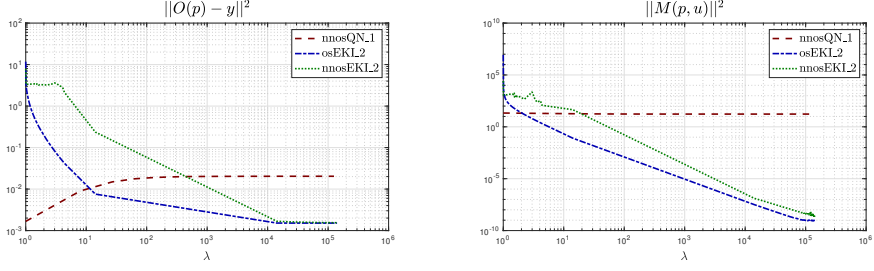 ||O(p) − y||²
10²
10¹
10⁰
10⁻¹
10⁻²
10⁻³
10⁰
10¹
10²
10³
10⁴
10⁵
10⁶
λ
nnosQN_1
osEKI_2
nnosEKI_2
||M(p, u)||²
10¹⁰
10⁵
10⁰
10⁻⁵
10⁻¹⁰
10⁰
10¹
10²
10³
10⁴
10⁵
10⁶
λ
nnosQN_1
osEKI_2
nnosEKI_2